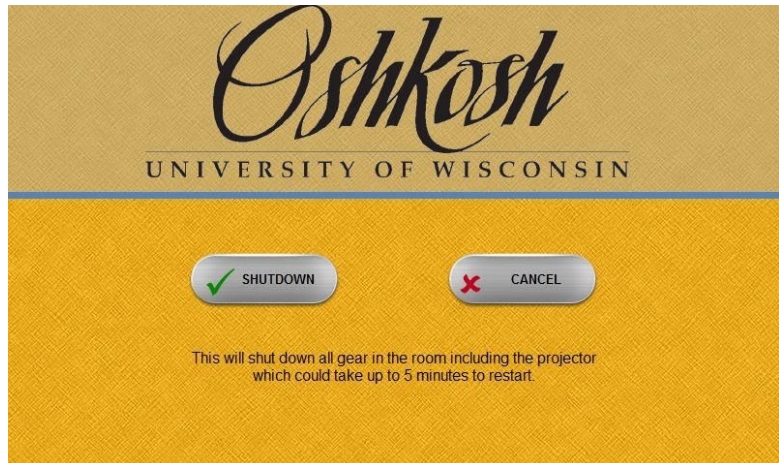 Oshkosh
UNIVERSITY OF WISCONSIN
SHUTDOWN
CANCEL
This will shut down all gear in the room including the projector
which could take up to 5 minutes to restart.